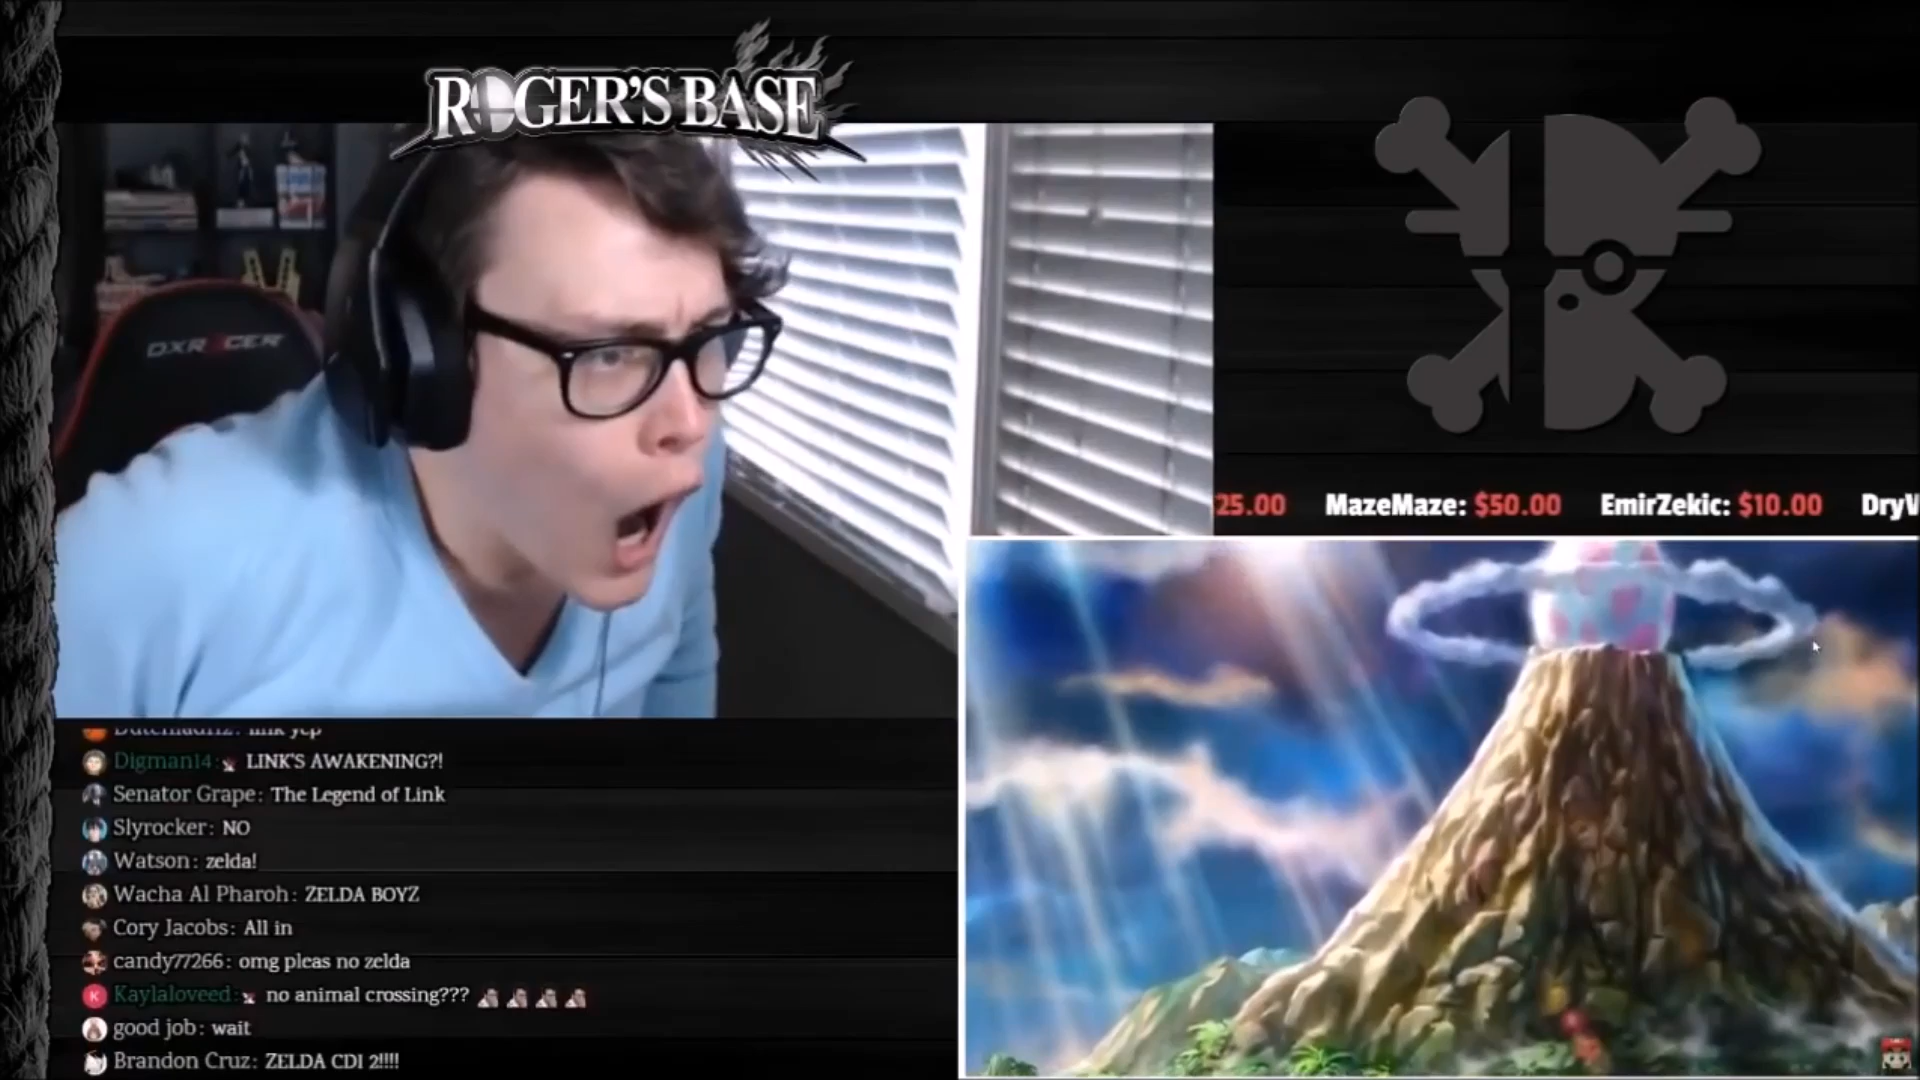 ROGER'S BASE
DXRACER
25.00 MazeMaze: $50.00 EmirZekic: $10.00 DryV
Digman14: LINK'S AWAKENING?!
Senator Grape: The Legend of Link
Slyrocker: NO
Watson: zelda!
Wacha Al Pharoh: ZELDA BOYZ
Cory Jacobs: All in
candy77266: omg pleas no zelda
K Kaylaloveed: no animal crossing???
good job: wait
Brandon Cruz: ZELDA CDI 2!!!!